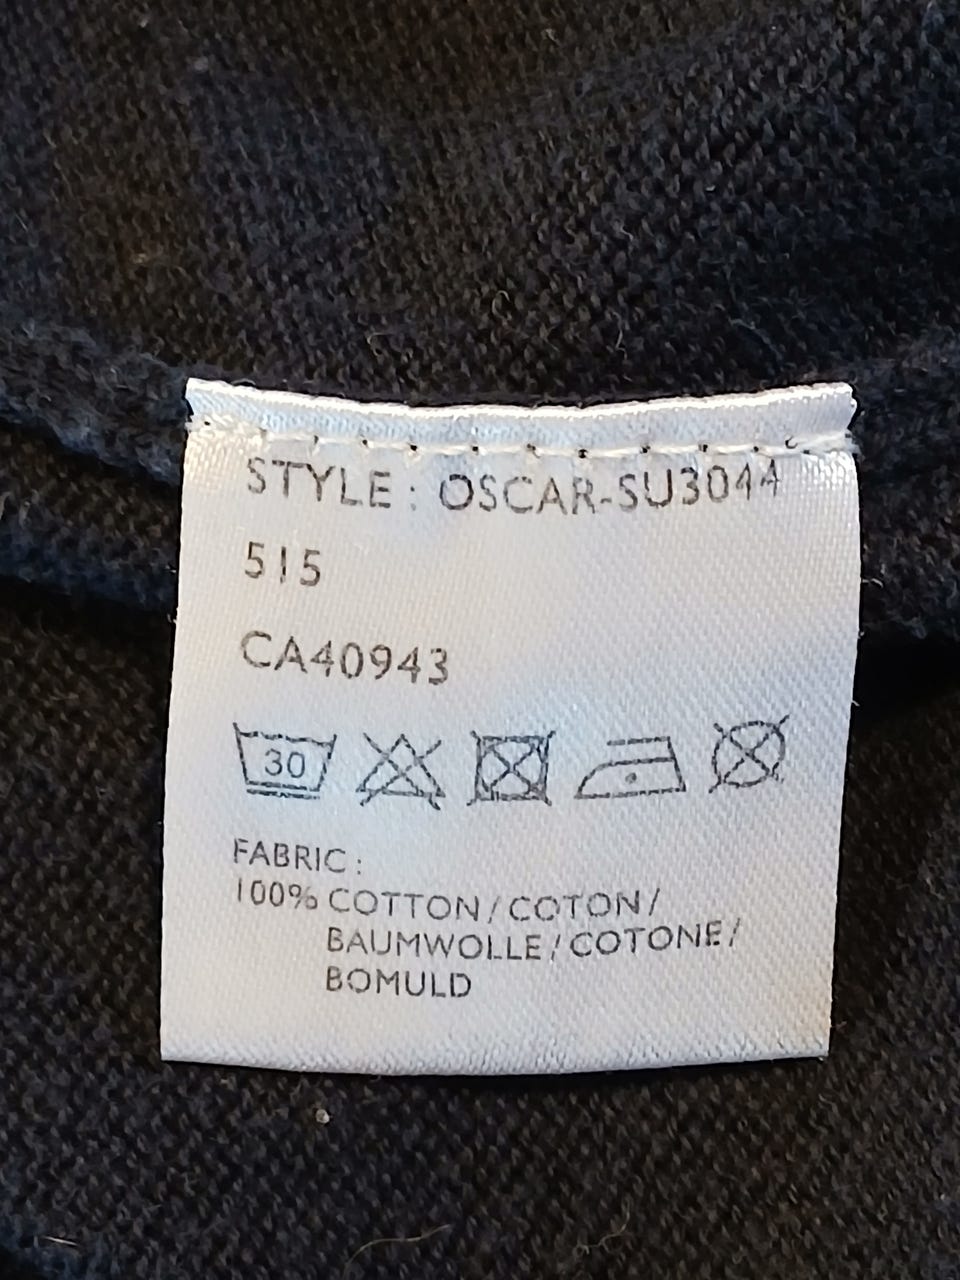 STYLE : OSCAR-SU3044
515
CA40943
30
FABRIC :
100% COTTON / COTON /
BAUMWOLLE / COTONE /
BOMULD